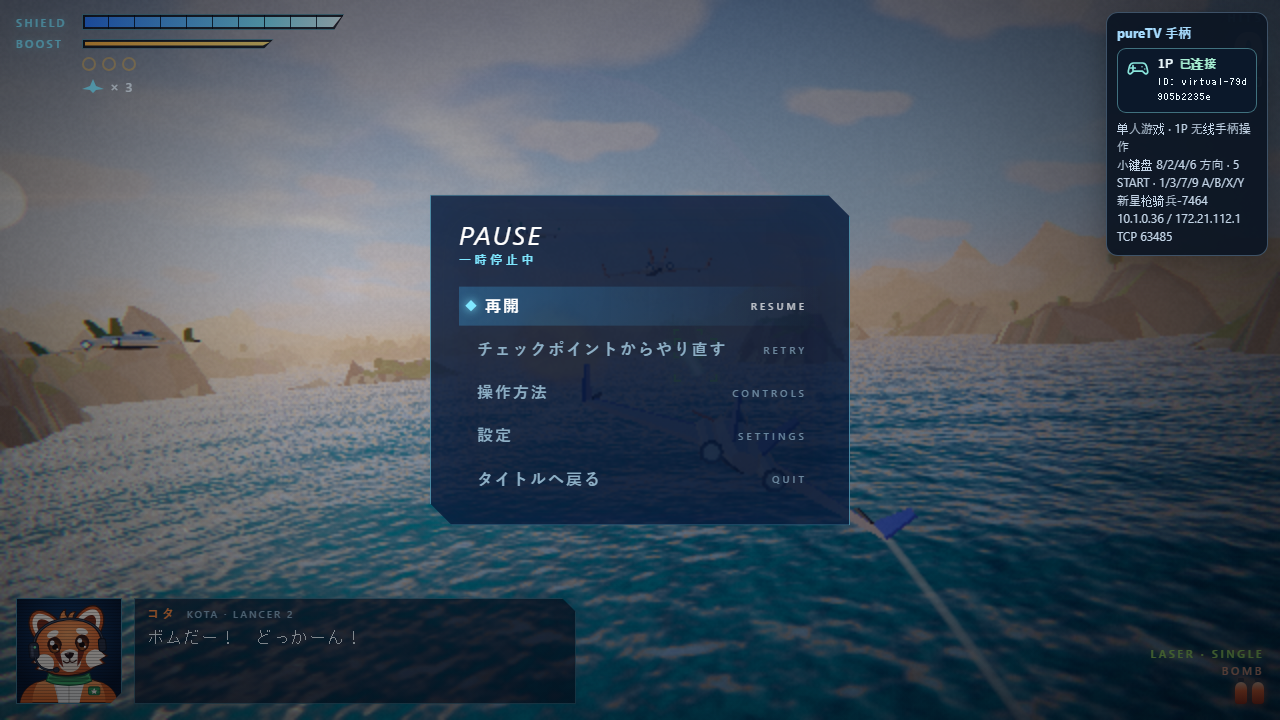 SHIELD
BOOST
× 3
pureTV 手柄
1P 已连接
ID: virtual-79d
905b2235e
单人游戏 · 1P 无线手柄操
作
小键盘 8/2/4/6 方向 · 5
START · 1/3/7/9 A/B/X/Y
新星枪骑兵-7464
10.1.0.36 / 172.21.112.1
TCP 63485
PAUSE
一時停止中
再開 RESUME
チェックポイントからやり直す RETRY
操作方法 CONTROLS
設定 SETTINGS
タイトルへ戻る QUIT
コタ KOTA · LANCER 2
ボムだー！ どっかーん！
LASER · SINGLE
BOMB